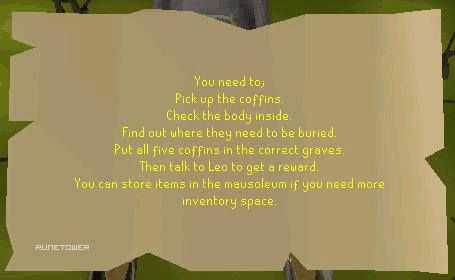 You need to;
Pick up the coffins.
Check the body inside.
Find out where they need to be buried.
Put all five coffins in the correct graves.
Then talk to Leo to get a reward.
You can store items in the mausoleum if you need more
inventory space.
RUNETOWER